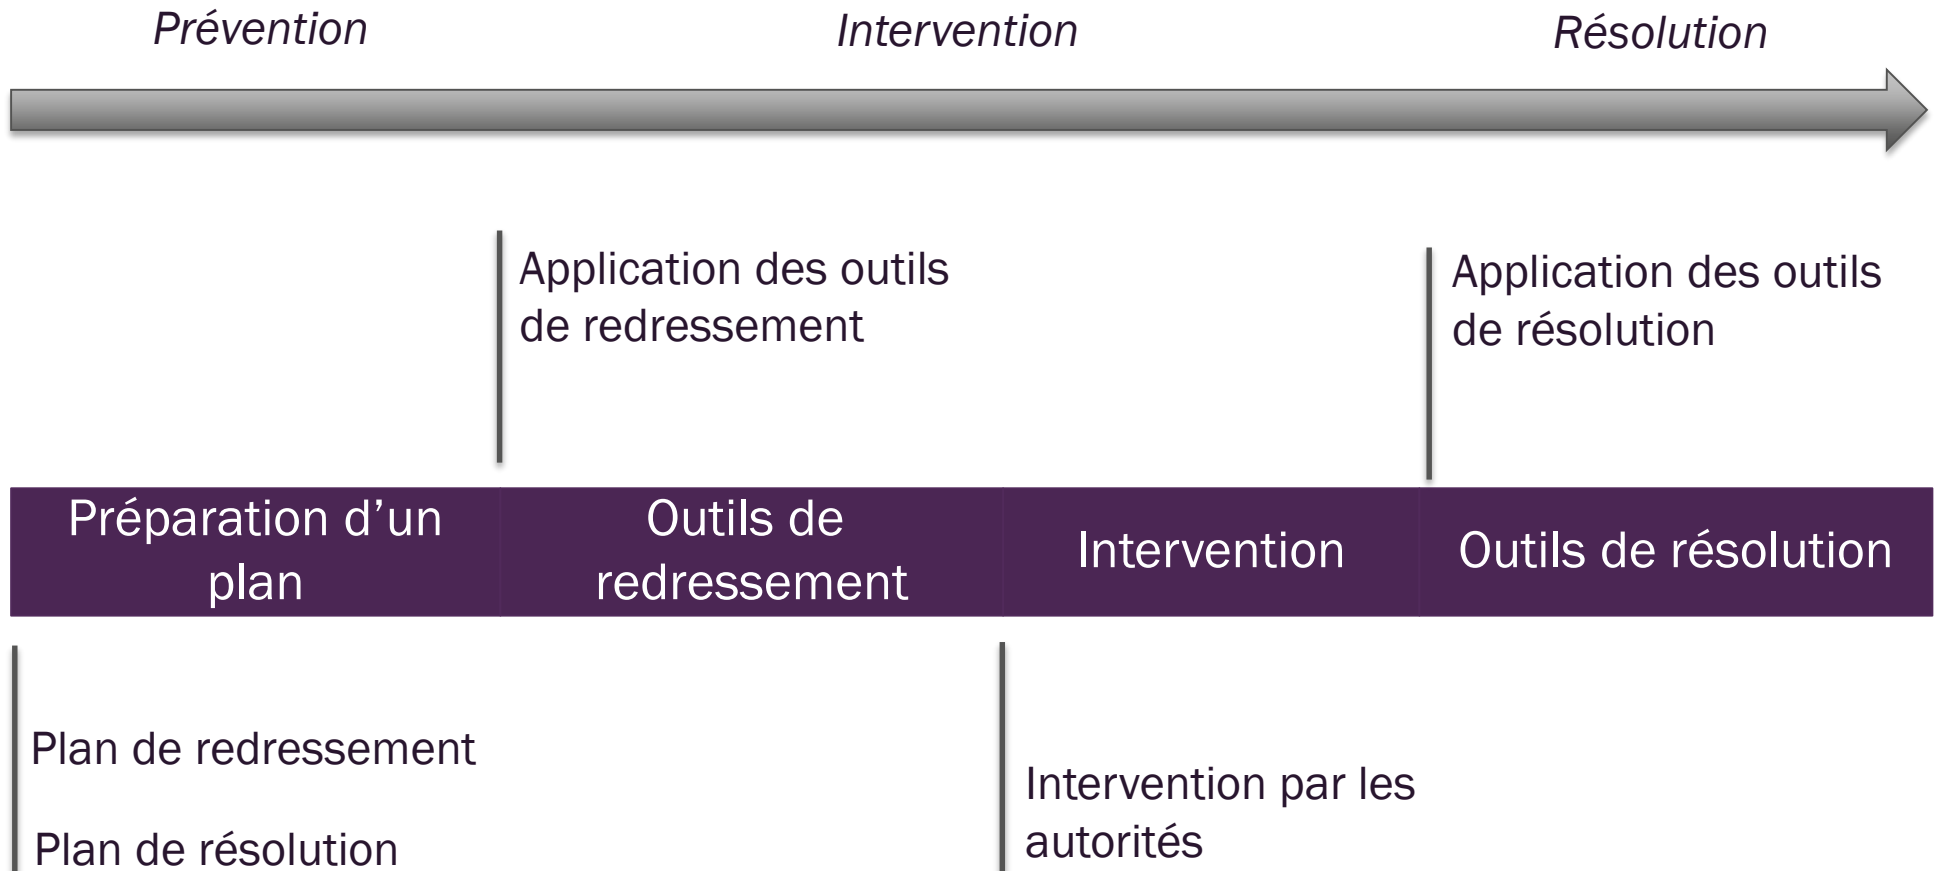 Prévention
Intervention
Résolution
Application des outils
de redressement
Application des outils
de résolution
Préparation d’un
plan
Outils de
redressement
Intervention
Outils de résolution
Plan de redressement
Plan de résolution
Intervention par les
autorités